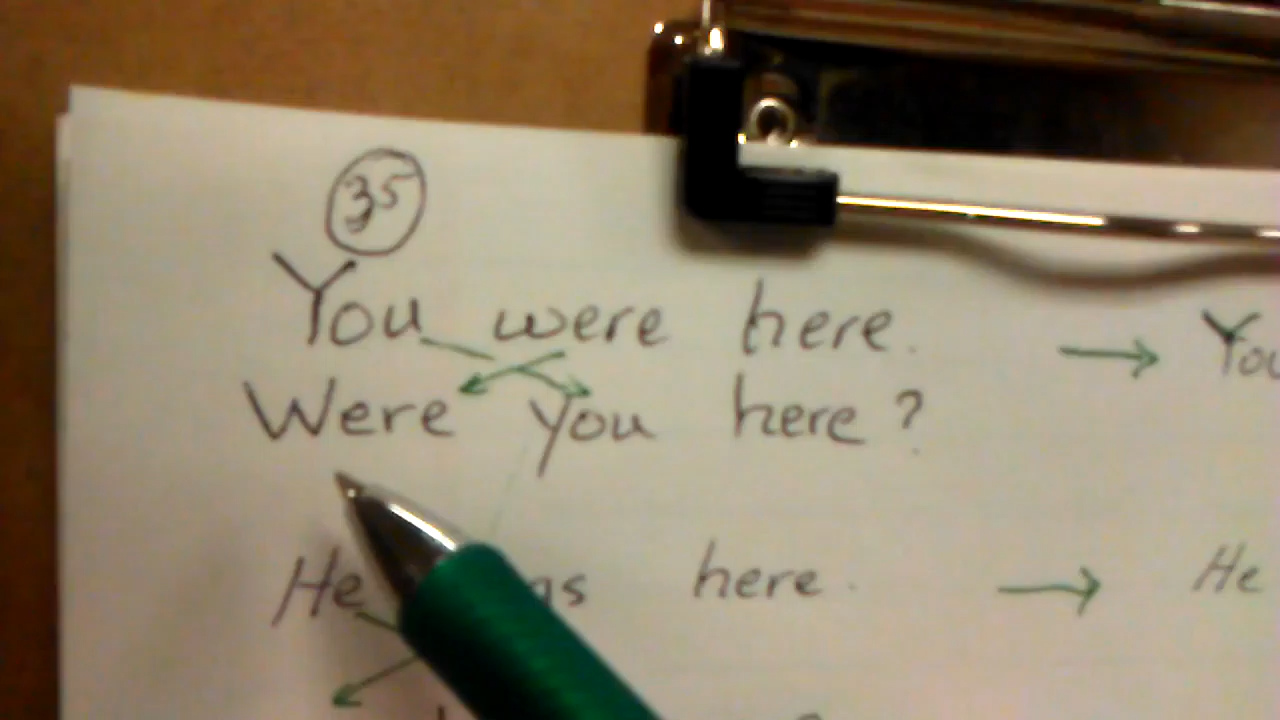 35
You were here. → You
Were you here?
He here. → He